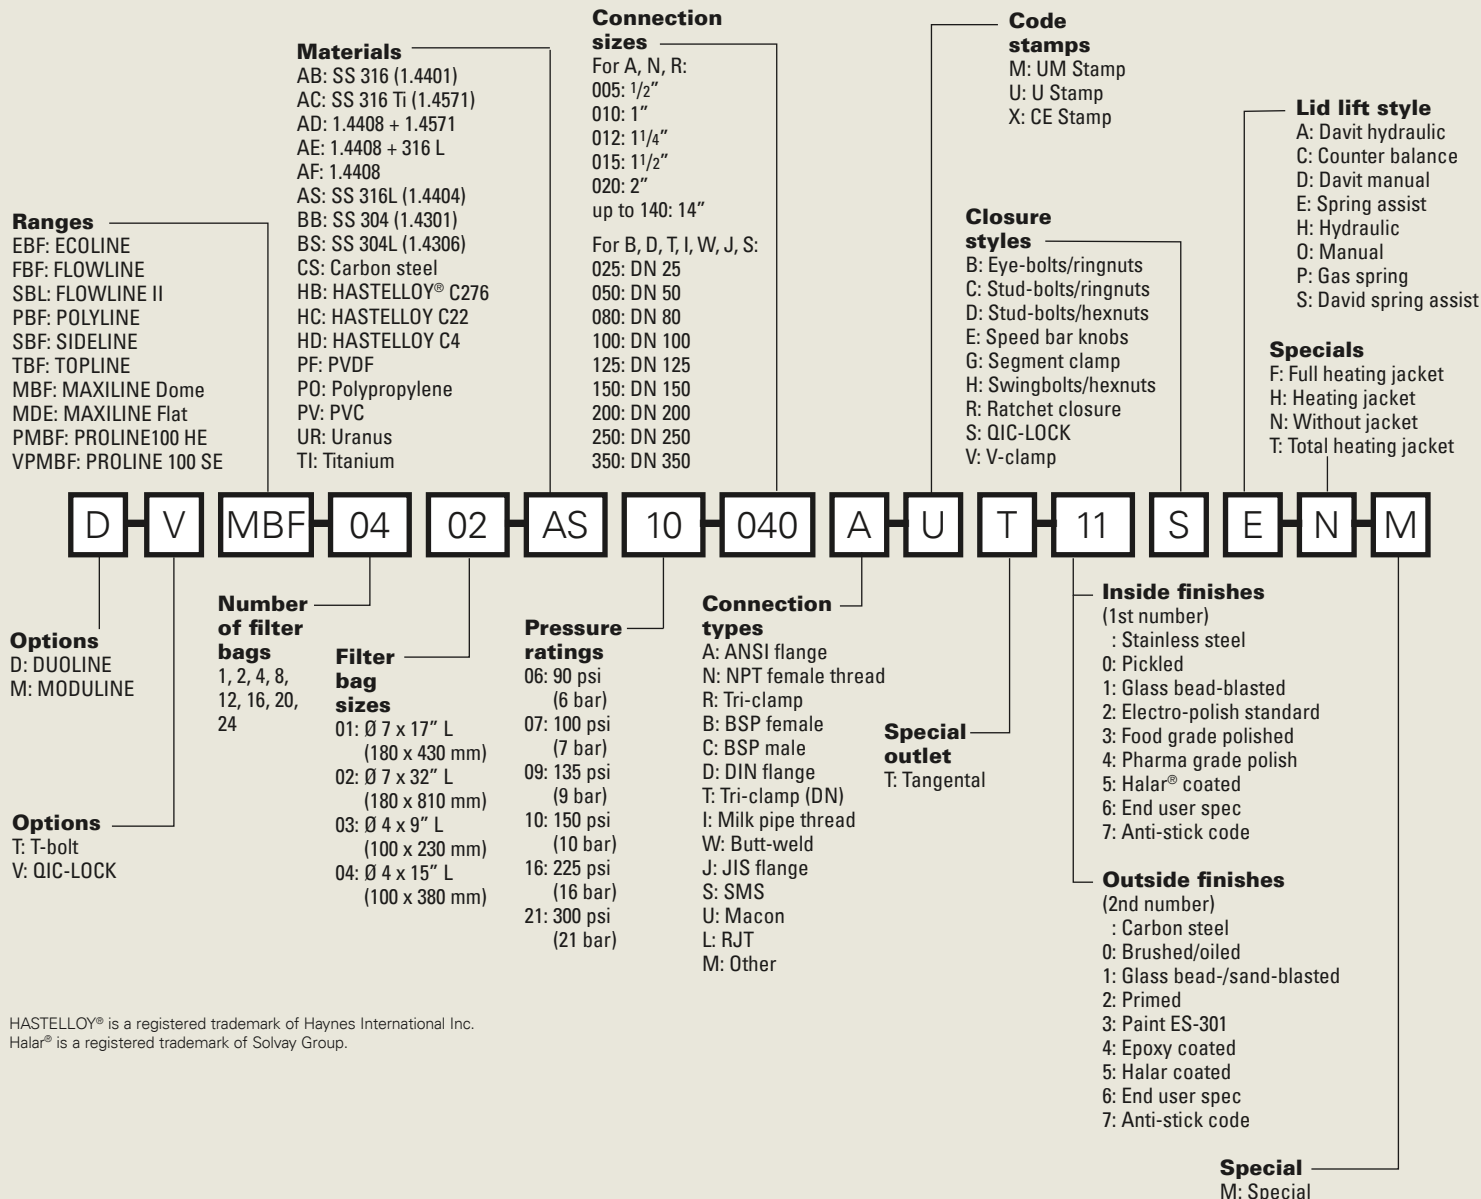 Ranges
EBF: ECOLINE
FBF: FLOWLINE
SBL: FLOWLINE II
PBF: POLYLINE
SBF: SIDELINE
TBF: TOPLINE
MBF: MAXILINE Dome
MDE: MAXILINE Flat
PMBF: PROLINE100 HE
VPMBF: PROLINE 100 SE
Materials
AB: SS 316 (1.4401)
AC: SS 316 Ti (1.4571)
AD: 1.4408 + 1.4571
AE: 1.4408 + 316 L
AF: 1.4408
AS: SS 316L (1.4404)
BB: SS 304 (1.4301)
BS: SS 304L (1.4306)
CS: Carbon steel
HB: HASTELLOY® C276
HC: HASTELLOY C22
HD: HASTELLOY C4
PF: PVDF
PO: Polypropylene
PV: PVC
UR: Uranus
TI: Titanium
Connection
sizes
For A, N, R:
005: 1/2"
010: 1"
012: 11/4"
015: 11/2"
020: 2"
up to 140: 14"
For B, D, T, I, W, J, S:
025: DN 25
050: DN 50
080: DN 80
100: DN 100
125: DN 125
150: DN 150
200: DN 200
250: DN 250
350: DN 350
Code
stamps
M: UM Stamp
U: U Stamp
X: CE Stamp
Closure
styles
B: Eye-bolts/ringnuts
C: Stud-bolts/ringnuts
D: Stud-bolts/hexnuts
E: Speed bar knobs
G: Segment clamp
H: Swingbolts/hexnuts
R: Ratchet closure
S: QIC-LOCK
V: V-clamp
Lid lift style
A: Davit hydraulic
C: Counter balance
D: Davit manual
E: Spring assist
H: Hydraulic
O: Manual
P: Gas spring
S: David spring assist
Specials
F: Full heating jacket
H: Heating jacket
N: Without jacket
T: Total heating jacket
D V MBF 04 02 AS 10 040 A U T 11 S E N M
Options
D: DUOLINE
M: MODULINE
Options
T: T-bolt
V: QIC-LOCK
Number
of filter
bags
1, 2, 4, 8,
12, 16, 20,
24
Filter
bag
sizes
01: Ø 7 x 17" L
(180 x 430 mm)
02: Ø 7 x 32" L
(180 x 810 mm)
03: Ø 4 x 9" L
(100 x 230 mm)
04: Ø 4 x 15" L
(100 x 380 mm)
Pressure
ratings
06: 90 psi
(6 bar)
07: 100 psi
(7 bar)
09: 135 psi
(9 bar)
10: 150 psi
(10 bar)
16: 225 psi
(16 bar)
21: 300 psi
(21 bar)
Connection
types
A: ANSI flange
N: NPT female thread
R: Tri-clamp
B: BSP female
C: BSP male
D: DIN flange
T: Tri-clamp (DN)
I: Milk pipe thread
W: Butt-weld
J: JIS flange
S: SMS
U: Macon
L: RJT
M: Other
Special
outlet
T: Tangental
Inside finishes
(1st number)
: Stainless steel
0: Pickled
1: Glass bead-blasted
2: Electro-polish standard
3: Food grade polished
4: Pharma grade polish
5: Halar® coated
6: End user spec
7: Anti-stick code
Outside finishes
(2nd number)
: Carbon steel
0: Brushed/oiled
1: Glass bead-/sand-blasted
2: Primed
3: Paint ES-301
4: Epoxy coated
5: Halar coated
6: End user spec
7: Anti-stick code
Special
M: Special
HASTELLOY® is a registered trademark of Haynes International Inc.
Halar® is a registered trademark of Solvay Group.